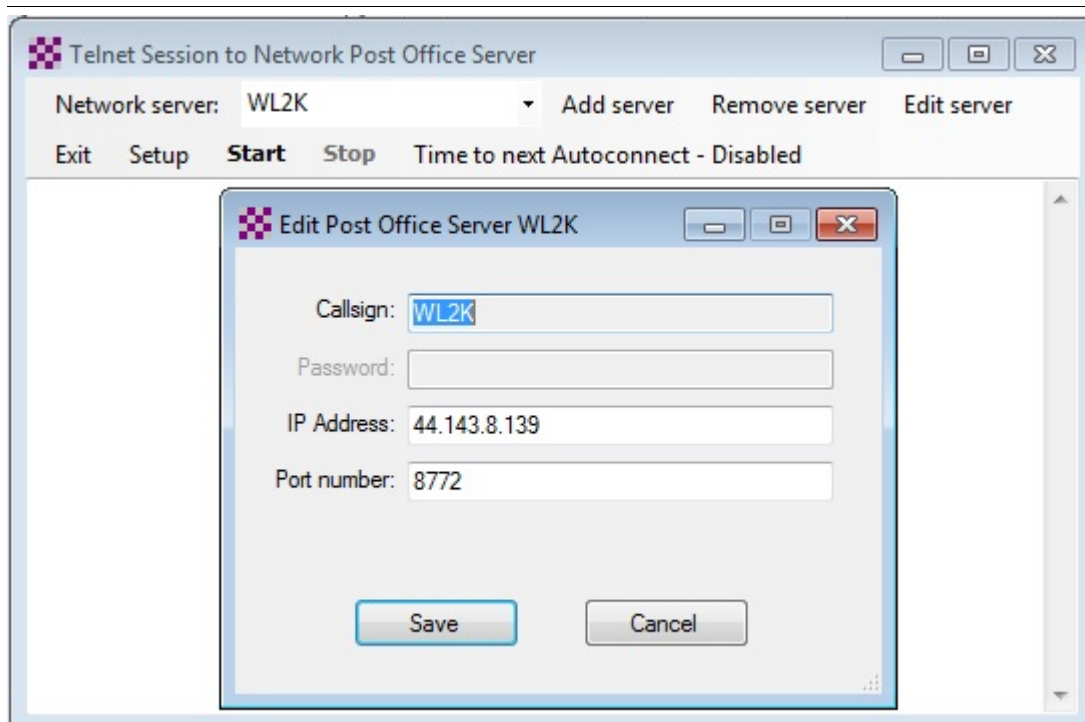 Telnet Session to Network Post Office Server
Network server: WL2K Add server Remove server Edit server
Exit Setup Start Stop Time to next Autoconnect - Disabled
Edit Post Office Server WL2K
Callsign: WL2K
Password:
IP Address: 44.143.8.139
Port number: 8772
Save Cancel